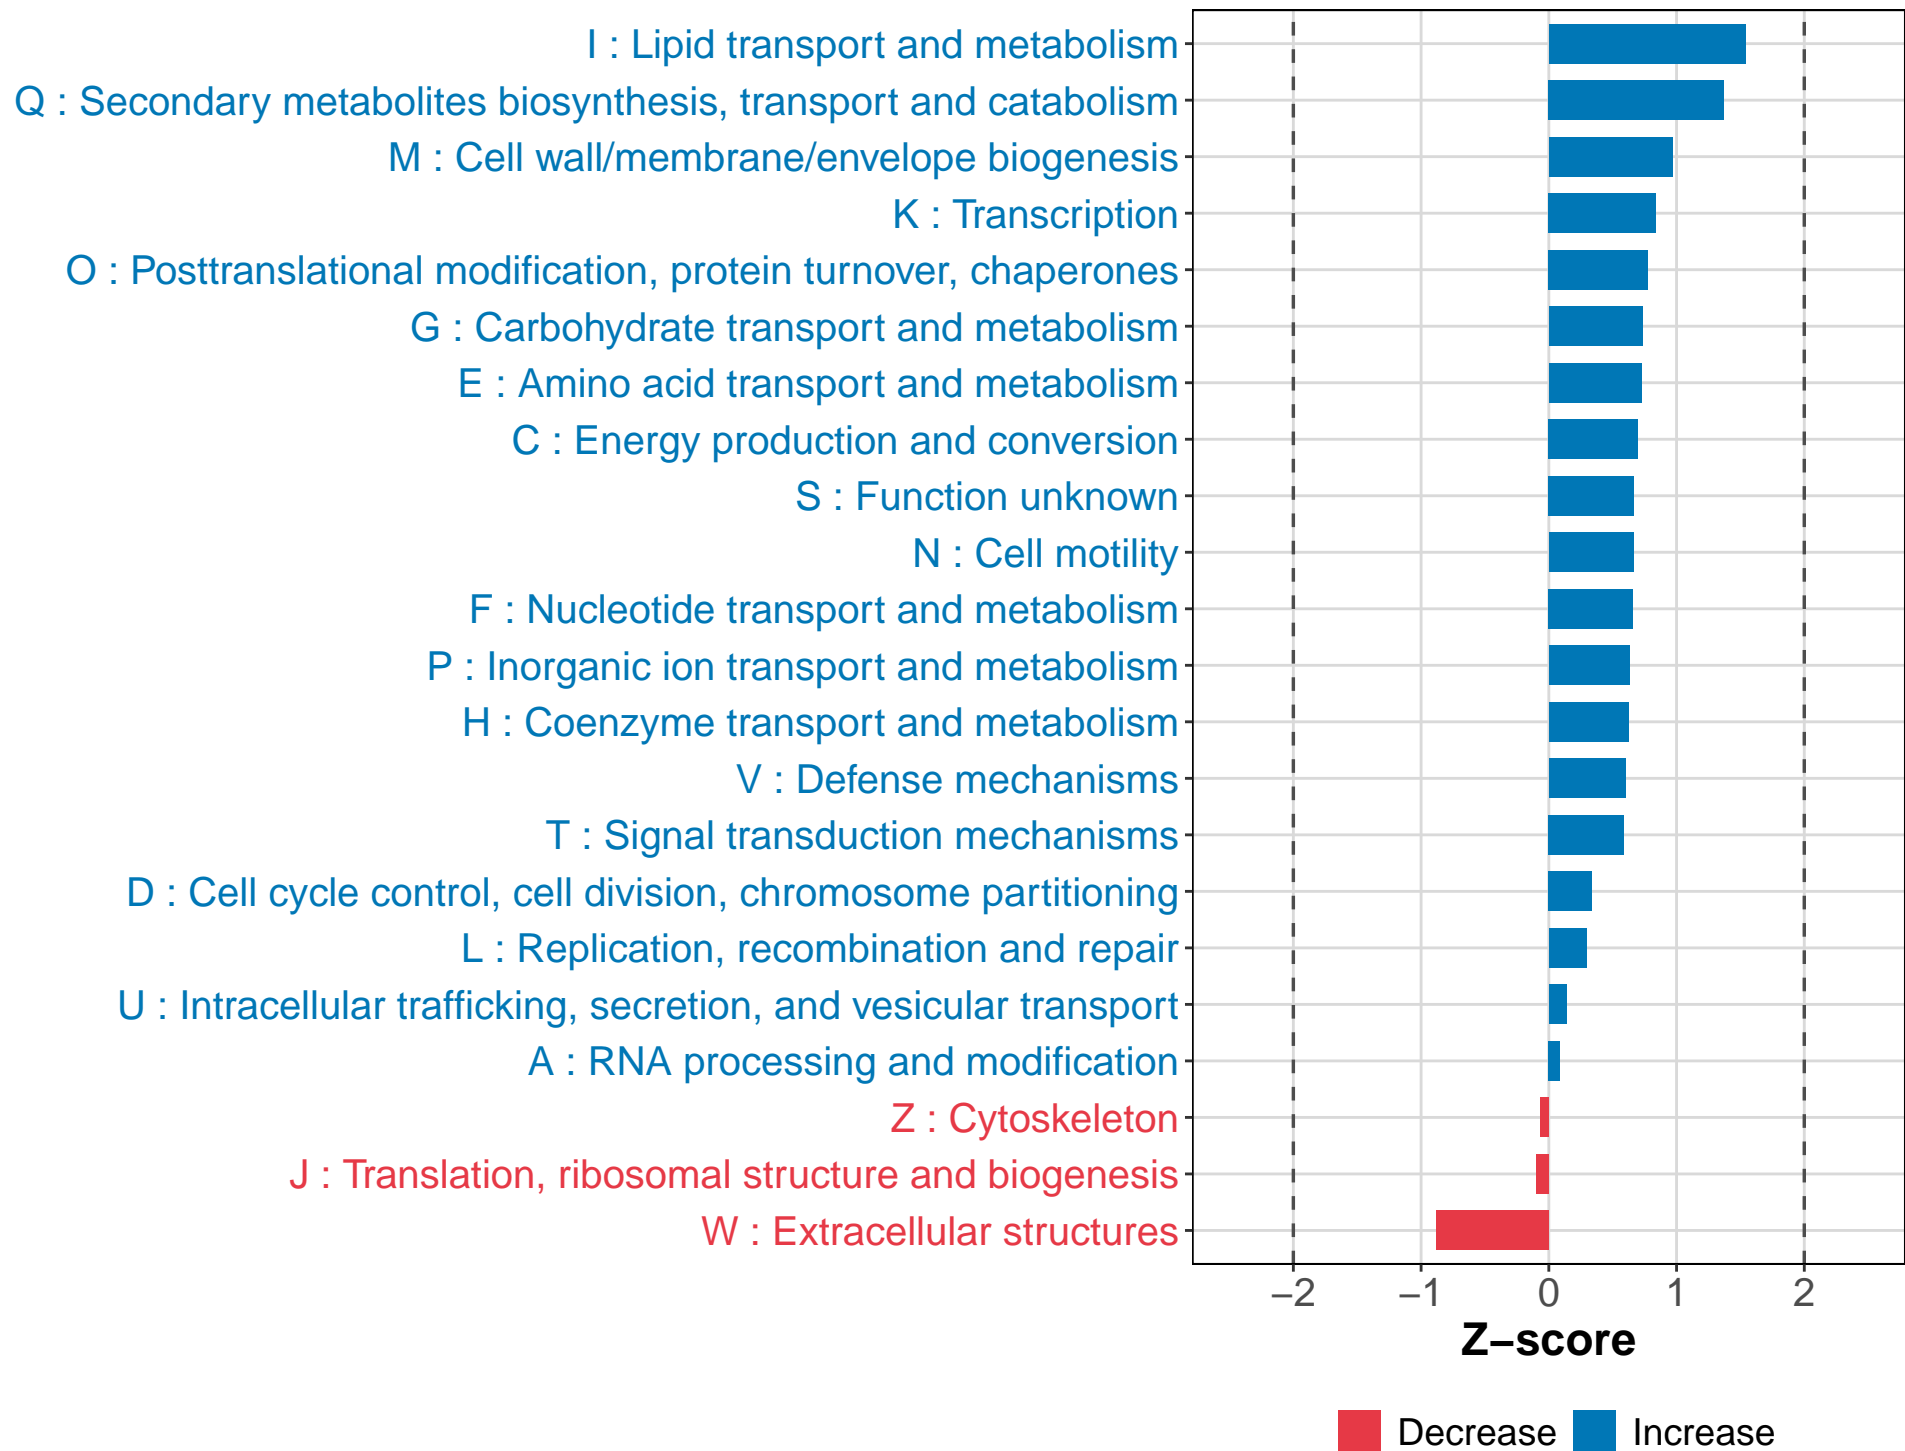 I : Lipid transport and metabolism
Q : Secondary metabolites biosynthesis, transport and catabolism
M : Cell wall/membrane/envelope biogenesis
K : Transcription
O : Posttranslational modification, protein turnover, chaperones
G : Carbohydrate transport and metabolism
E : Amino acid transport and metabolism
C : Energy production and conversion
S : Function unknown
N : Cell motility
F : Nucleotide transport and metabolism
P : Inorganic ion transport and metabolism
H : Coenzyme transport and metabolism
V : Defense mechanisms
T : Signal transduction mechanisms
D : Cell cycle control, cell division, chromosome partitioning
L : Replication, recombination and repair
U : Intracellular trafficking, secretion, and vesicular transport
A : RNA processing and modification
Z : Cytoskeleton
J : Translation, ribosomal structure and biogenesis
W : Extracellular structures
−2 −1 0 1 2
Z−score
Decrease Increase